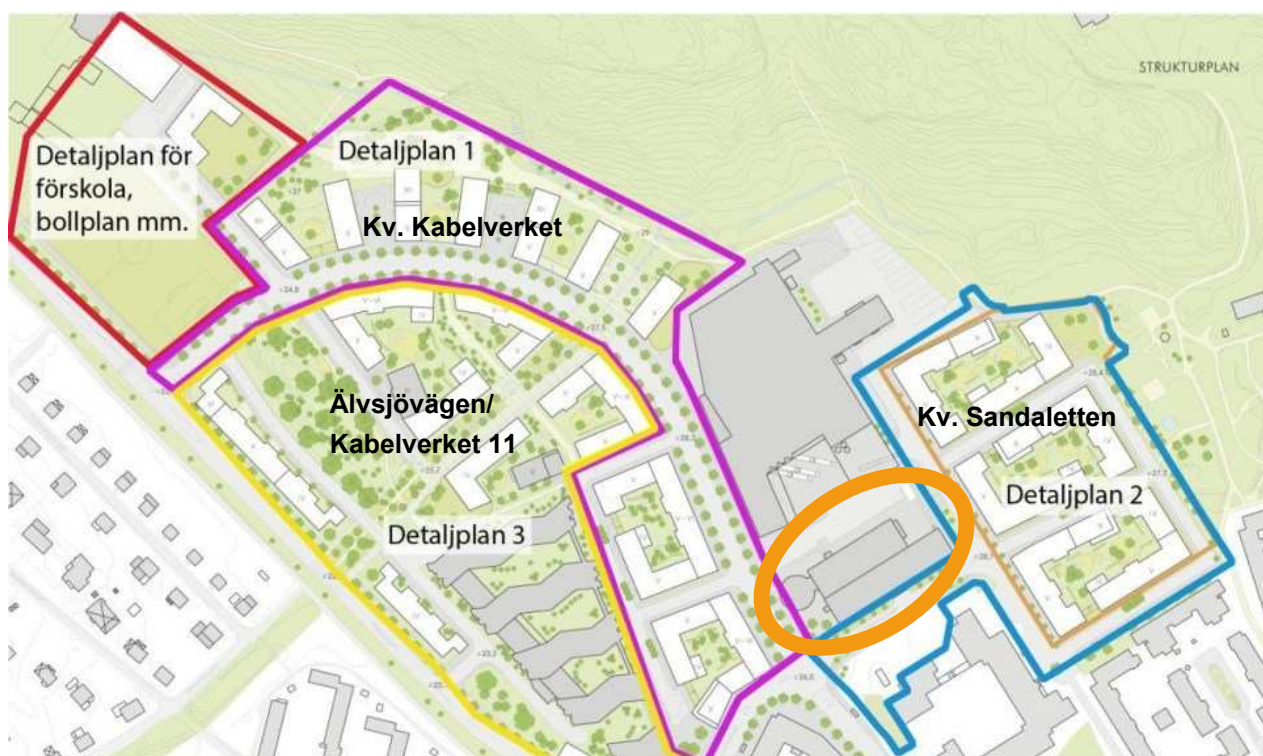 STRUKTURPLAN
Detaljplan för
förskola,
bollplan mm.
Detaljplan 1
Kv. Kabelverket
Älvsjövägen/
Kabelverket 11
Kv. Sandaletten
Detaljplan 2
Detaljplan 3